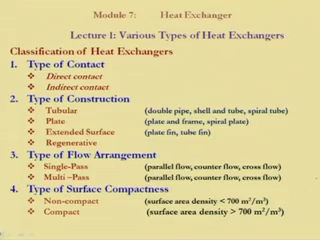 Module 7: Heat Exchanger
Lecture 1: Various Types of Heat Exchangers
Classification of Heat Exchangers
1. Type of Contact
❖ Direct contact
❖ Indirect contact
2. Type of Construction
❖ Tubular (double pipe, shell and tube, spiral tube)
❖ Plate (plate and frame, spiral plate)
❖ Extended Surface (plate fin, tube fin)
❖ Regenerative
3. Type of Flow Arrangement
❖ Single-Pass (parallel flow, counter flow, cross flow)
❖ Multi –Pass (parallel flow, counter flow, cross flow)
4. Type of Surface Compactness
❖ Non-compact (surface area density < 700 m²/m³)
❖ Compact (surface area density > 700 m²/m³)